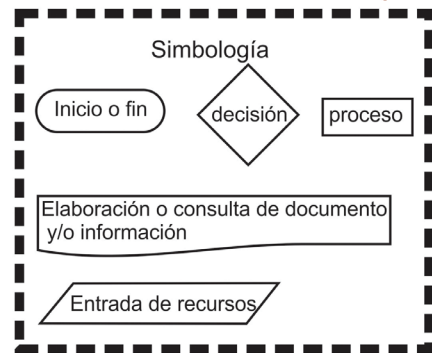 Simbología
Inicio o fin
decisión
proceso
Elaboración o consulta de documento
y/o información
Entrada de recursos